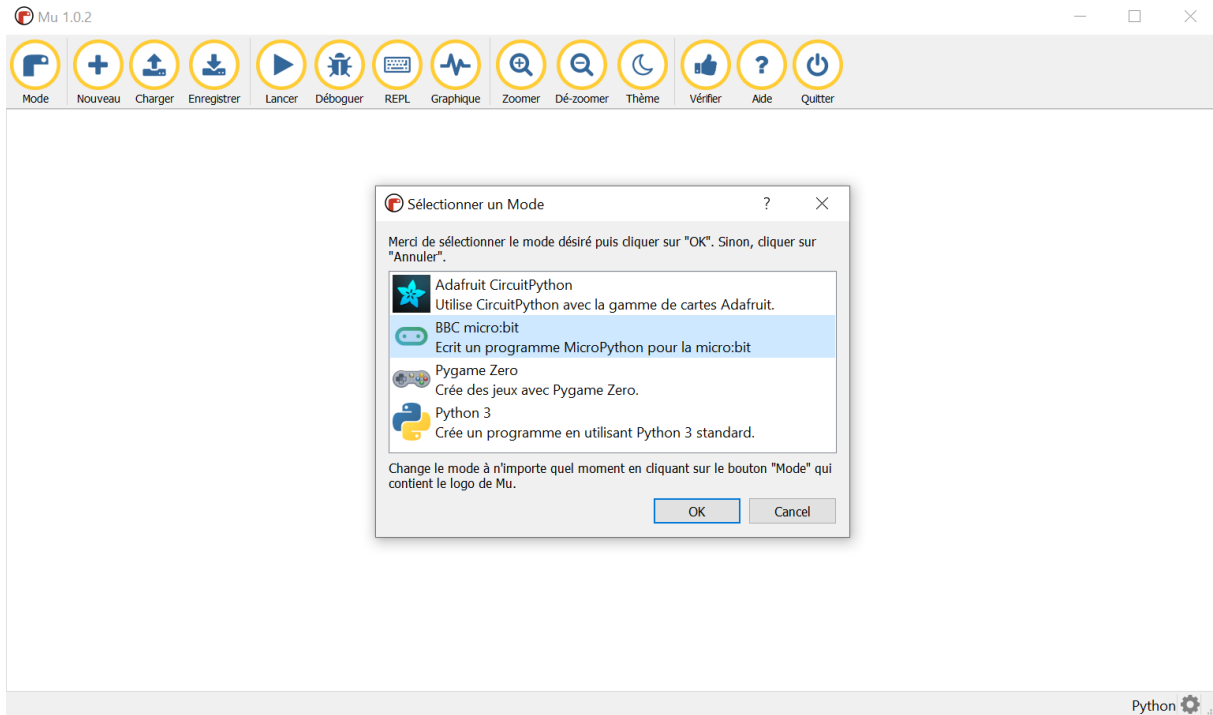 Mu 1.0.2
Mode Nouveau Charger Enregistrer Lancer Déboguer REPL Graphique Zoomer Dé-zoomer Thème Vérifier Aide Quitter
Sélectionner un Mode
Merci de sélectionner le mode désiré puis cliquer sur "OK". Sinon, cliquer sur
"Annuler".
Adafruit CircuitPython
Utilise CircuitPython avec la gamme de cartes Adafruit.
BBC micro:bit
Ecrit un programme MicroPython pour la micro:bit
Pygame Zero
Crée des jeux avec Pygame Zero.
Python 3
Crée un programme en utilisant Python 3 standard.
Change le mode à n'importe quel moment en cliquant sur le bouton "Mode" qui
contient le logo de Mu.
OK Cancel
Python